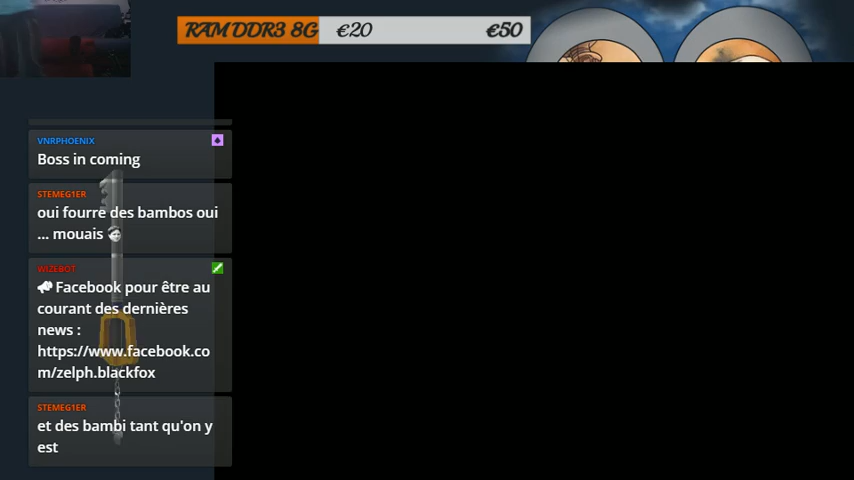 RAM DDR3 8G €20 €50
VNRPHOENIX
Boss in coming
STEMEG1ER
oui fourre des bambos oui
... mouais
WIZEBOT
Facebook pour être au
courant des dernières
news :
https://www.facebook.co
m/zelph.blackfox
STEMEG1ER
et des bambi tant qu'on y
est